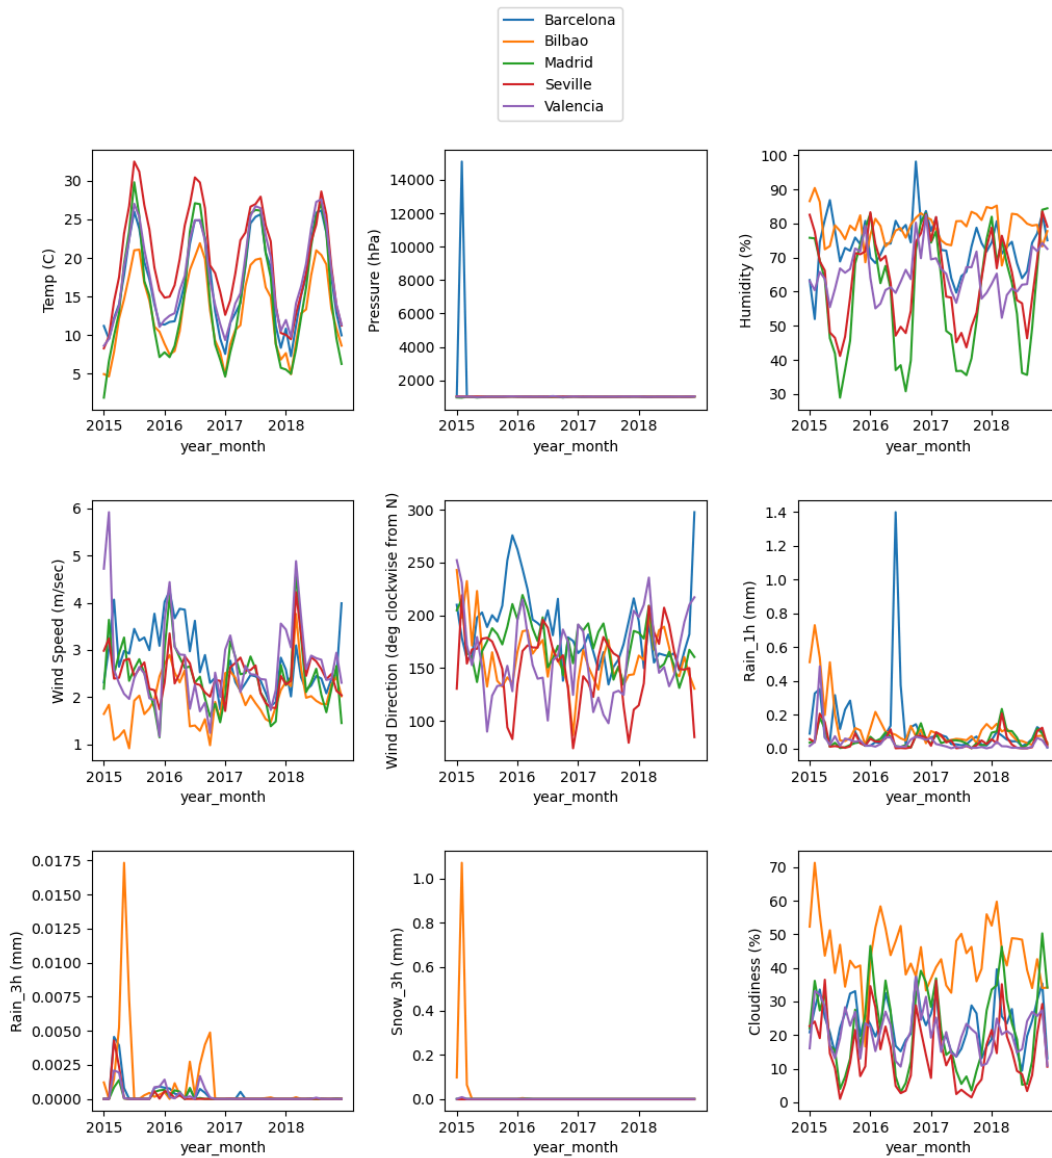 Barcelona
Bilbao
Madrid
Seville
Valencia
Temp (C)
30
25
20
15
10
5
2015 2016 2017 2018
year_month
Pressure (hPa)
14000
12000
10000
8000
6000
4000
2000
2015 2016 2017 2018
year_month
Humidity (%)
100
90
80
70
60
50
40
30
2015 2016 2017 2018
year_month
Wind Speed (m/sec)
6
5
4
3
2
1
2015 2016 2017 2018
year_month
Wind Direction (deg clockwise from N)
300
250
200
150
100
2015 2016 2017 2018
year_month
Rain_1h (mm)
1.4
1.2
1.0
0.8
0.6
0.4
0.2
0.0
2015 2016 2017 2018
year_month
Rain_3h (mm)
0.0175
0.0150
0.0125
0.0100
0.0075
0.0050
0.0025
0.0000
2015 2016 2017 2018
year_month
Snow_3h (mm)
1.0
0.8
0.6
0.4
0.2
0.0
2015 2016 2017 2018
year_month
Cloudiness (%)
70
60
50
40
30
20
10
0
2015 2016 2017 2018
year_month